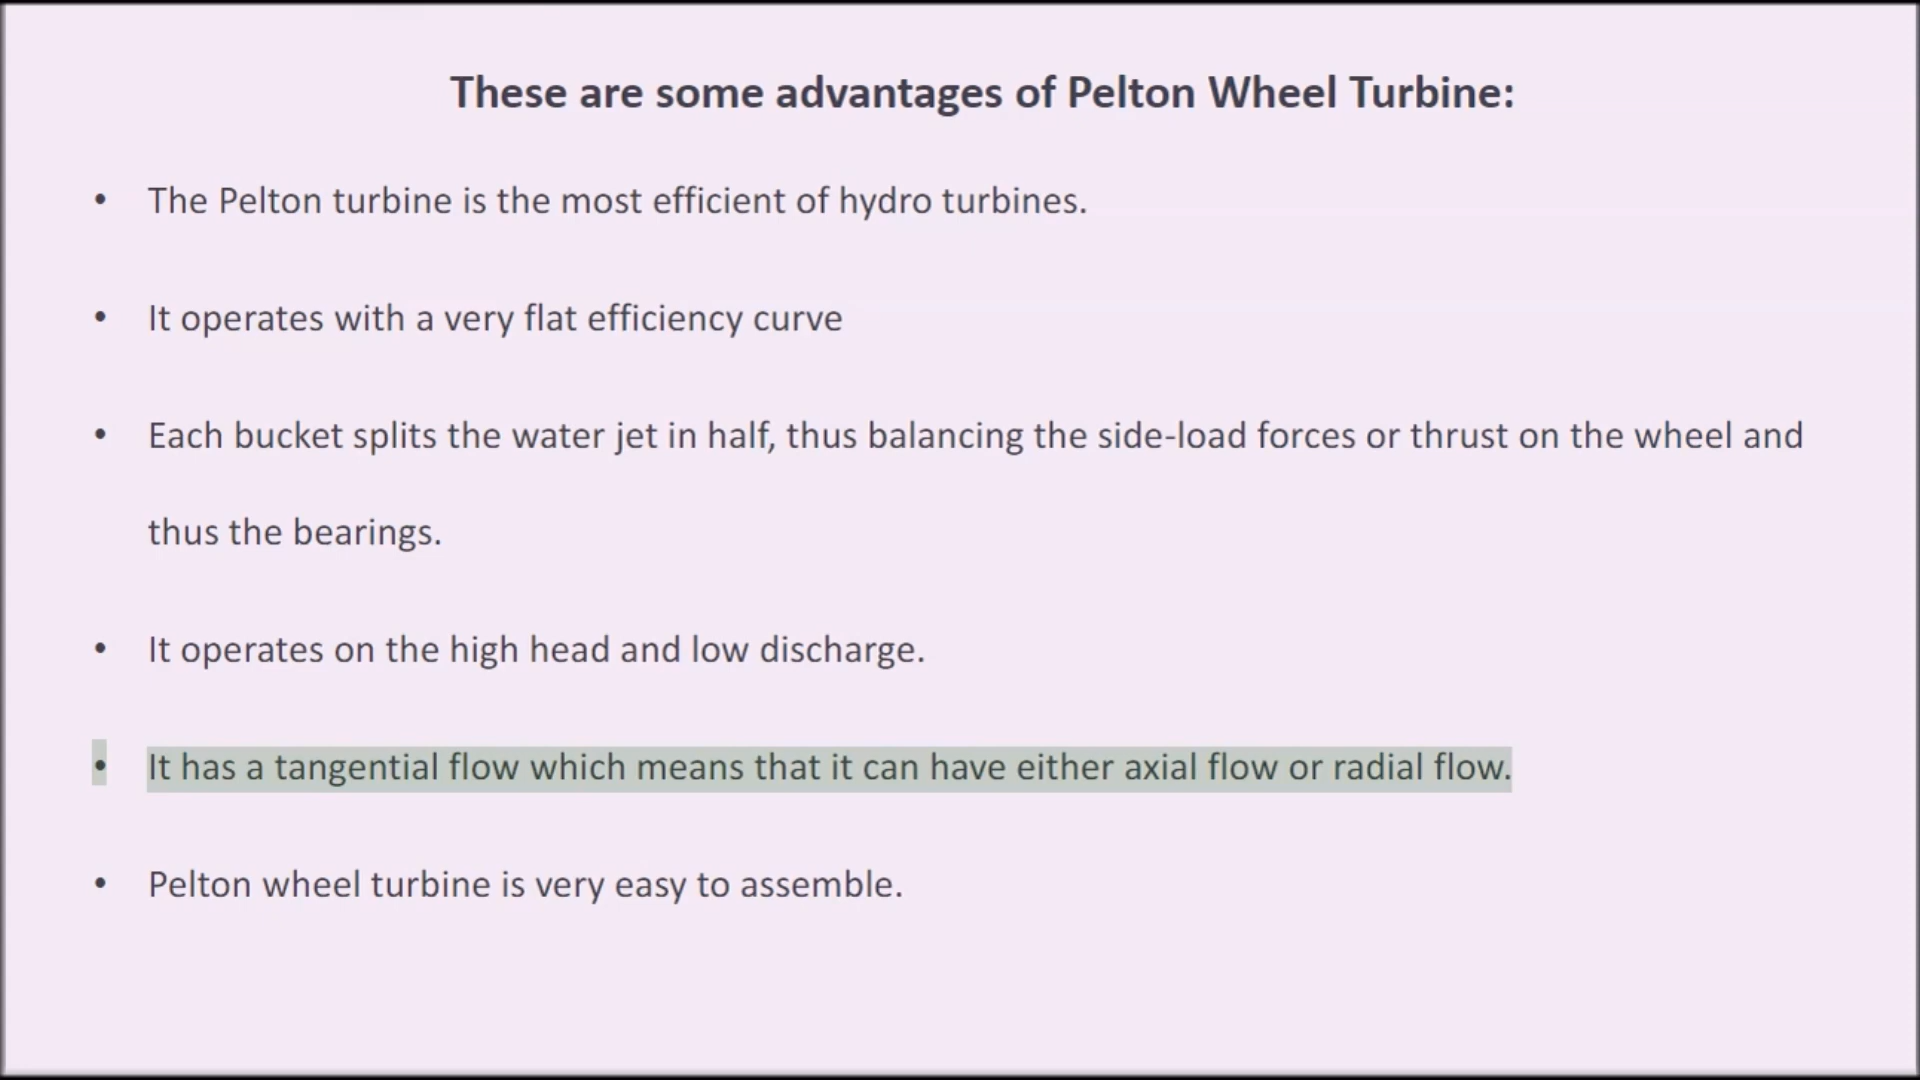 These are some advantages of Pelton Wheel Turbine:
• The Pelton turbine is the most efficient of hydro turbines.
• It operates with a very flat efficiency curve
• Each bucket splits the water jet in half, thus balancing the side-load forces or thrust on the wheel and
thus the bearings.
• It operates on the high head and low discharge.
• It has a tangential flow which means that it can have either axial flow or radial flow.
• Pelton wheel turbine is very easy to assemble.